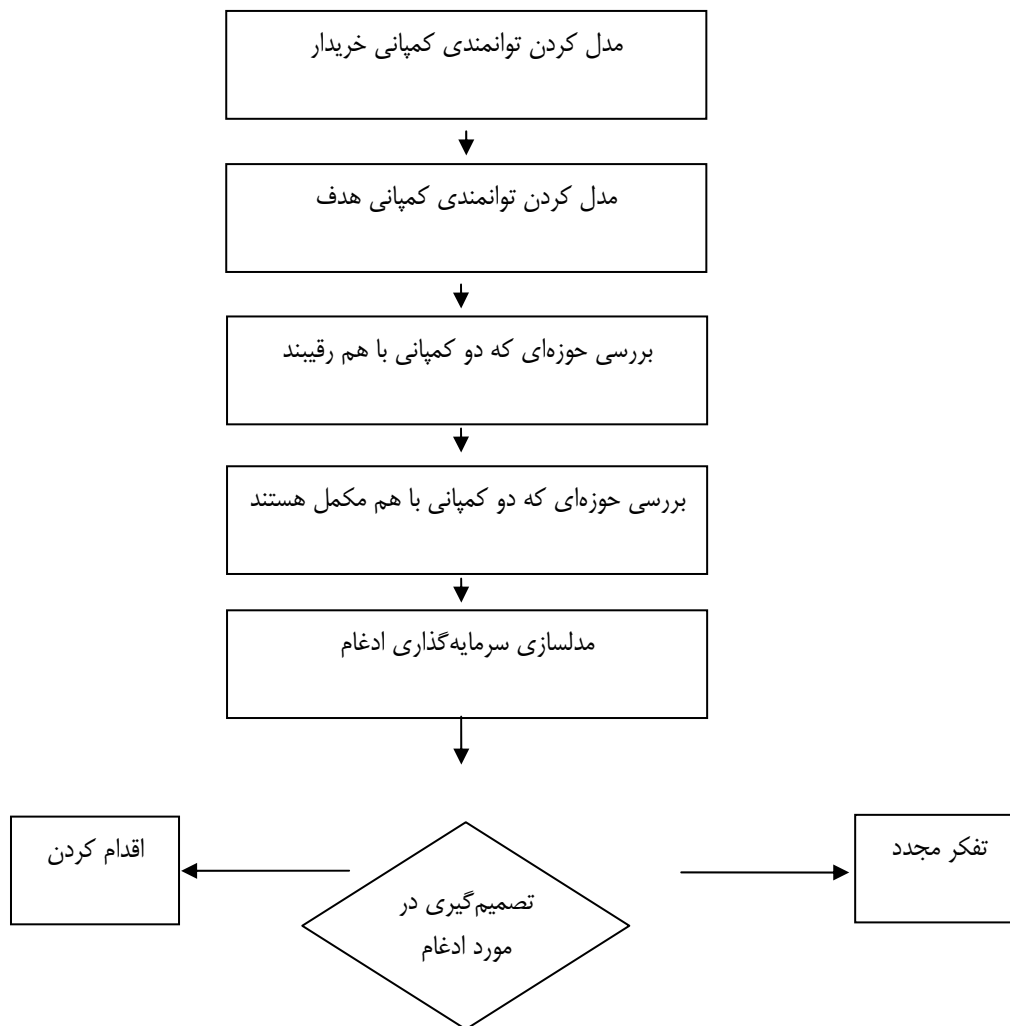 مدل کردن توانمندی کمپانی خریدار
مدل کردن توانمندی کمپانی هدف
بررسی حوزه‌ای که دو کمپانی با هم رقیبند
بررسی حوزه‌ای که دو کمپانی با هم مکمل هستند
مدلسازی سرمایه‌گذاری ادغام
تفکر مجدد
اقدام کردن
تصمیم‌گیری در
مورد ادغام